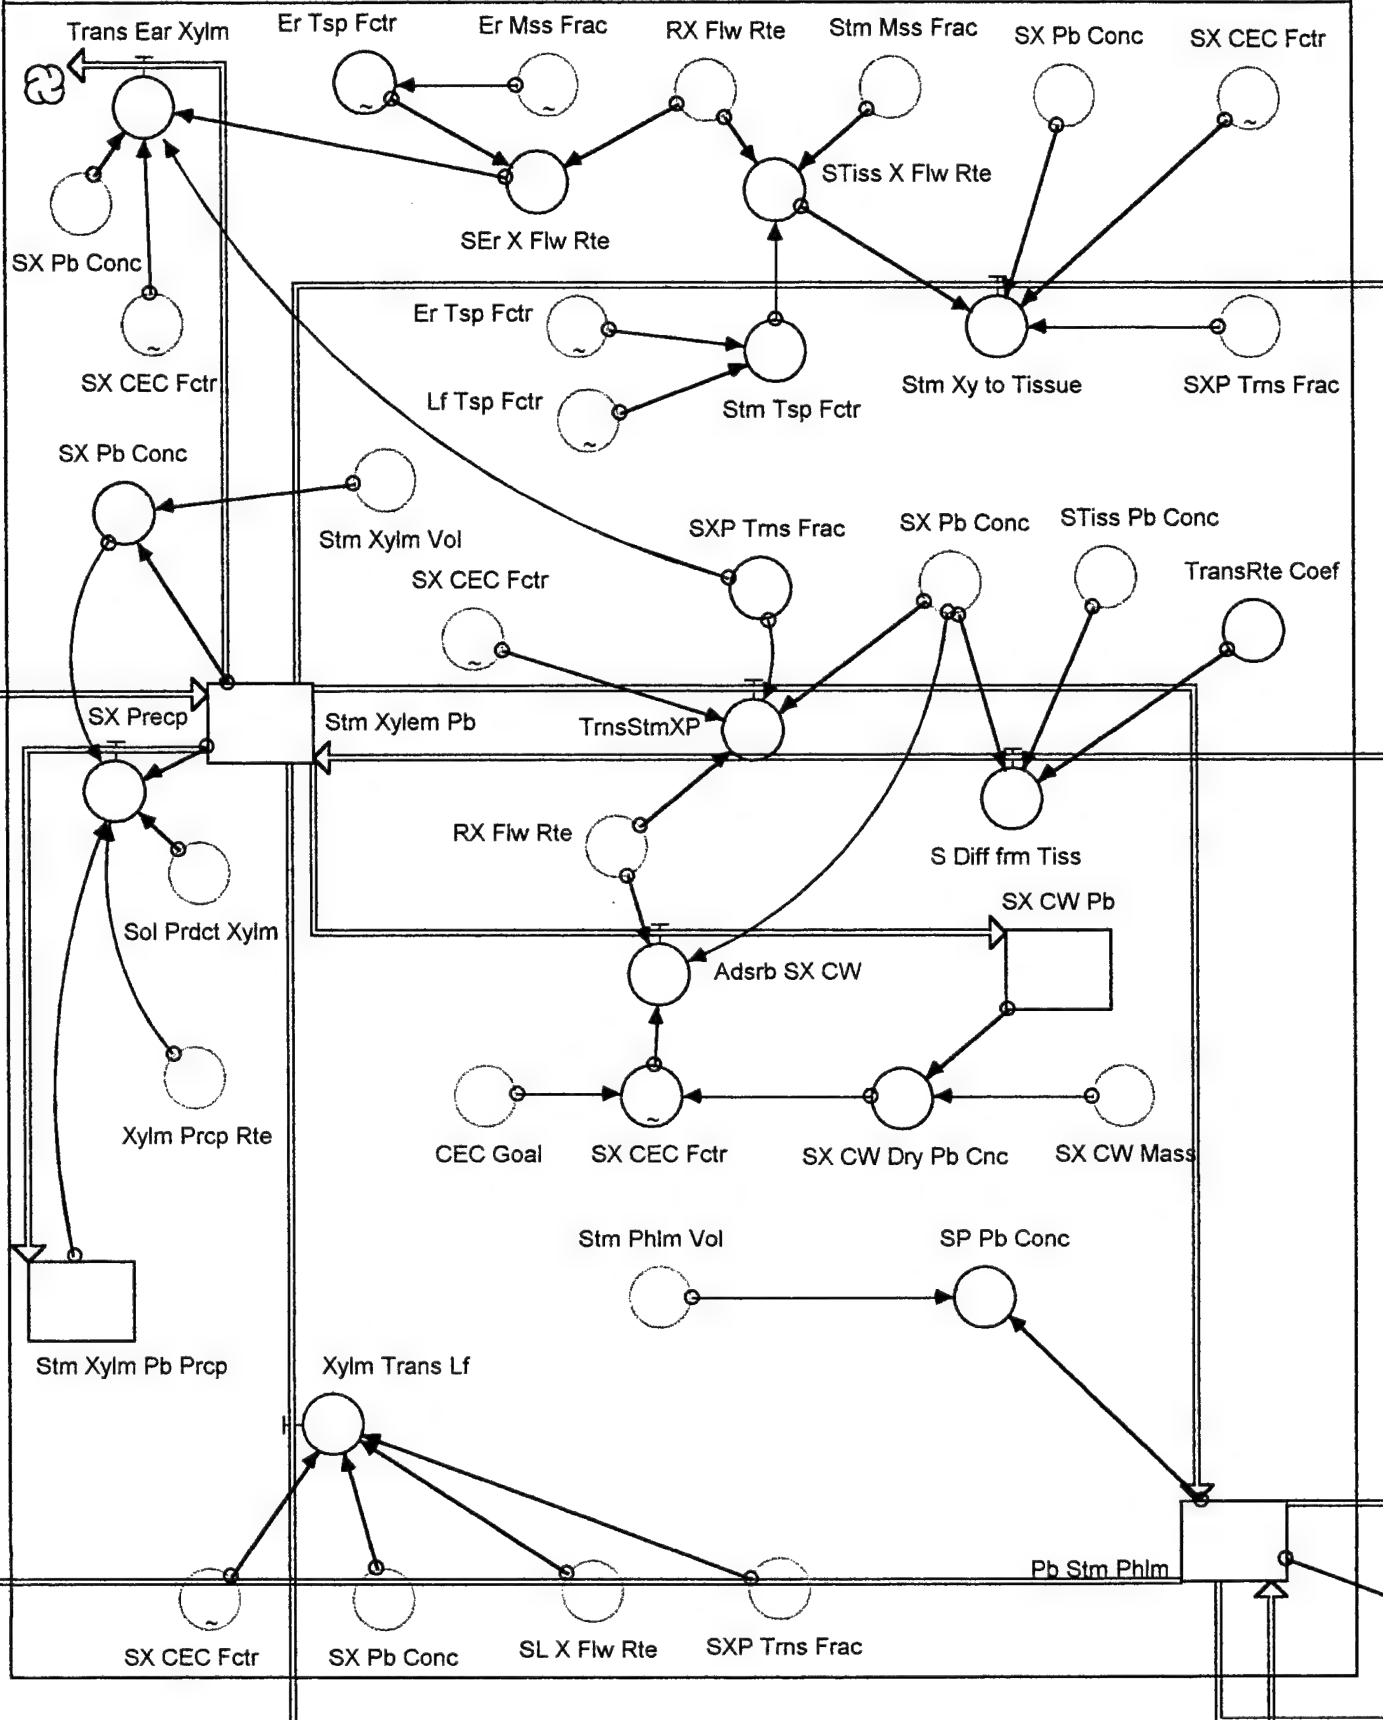 Trans Ear Xylm
Er Tsp Fctr
Er Mss Frac
RX Flw Rte
Stm Mss Frac
SX Pb Conc
SX CEC Fctr
STiss X Flw Rte
SEr X Flw Rte
SX Pb Conc
Er Tsp Fctr
SX CEC Fctr
Lf Tsp Fctr
Stm Tsp Fctr
Stm Xy to Tissue
SXP Trns Frac
SX Pb Conc
Stm Xylm Vol
SXP Trns Frac
SX Pb Conc
STiss Pb Conc
SX CEC Fctr
TransRte Coef
SX Precp
Stm Xylem Pb
TrnsStmXP
RX Flw Rte
S Diff frm Tiss
SX CW Pb
Sol Prdct Xylm
Adsrb SX CW
Xylm Prcp Rte
CEC Goal
SX CEC Fctr
SX CW Dry Pb Cnc
SX CW Mass
Stm Phlm Vol
SP Pb Conc
Stm Xylm Pb Prcp
Xylm Trans Lf
Pb Stm Phlm
SX CEC Fctr
SX Pb Conc
SL X Flw Rte
SXP Trns Frac